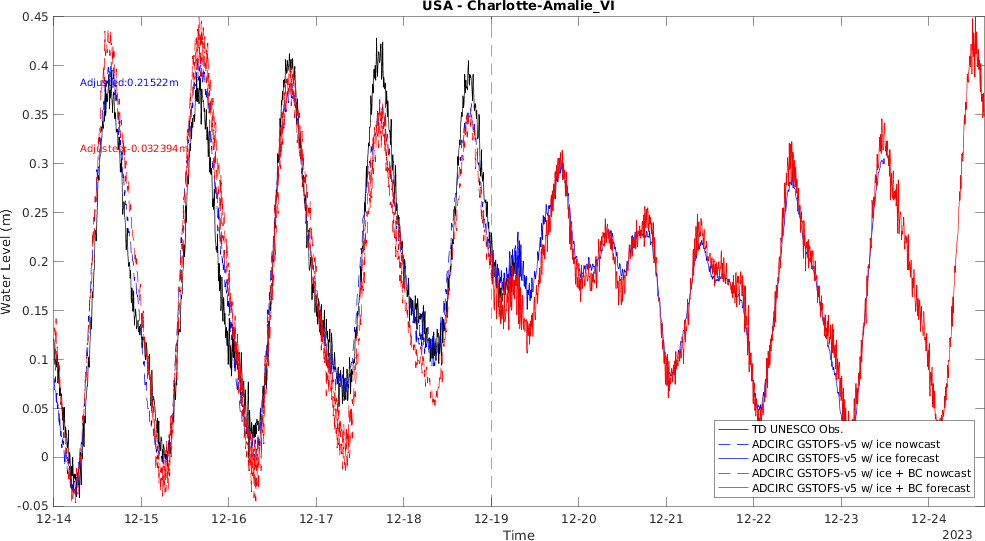 USA - Charlotte-Amalie_VI
0.45
0.4
0.35
0.3
0.25
0.2
0.15
0.1
0.05
0
-0.05
Water Level (m)
Adjusted:0.21522m
Adjusted:-0.032394m
TD UNESCO Obs.
ADCIRC GSTOFS-v5 w/ ice nowcast
ADCIRC GSTOFS-v5 w/ ice forecast
ADCIRC GSTOFS-v5 w/ ice + BC nowcast
ADCIRC GSTOFS-v5 w/ ice + BC forecast
12-14 12-15 12-16 12-17 12-18 12-19 12-20 12-21 12-22 12-23 12-24
Time
2023